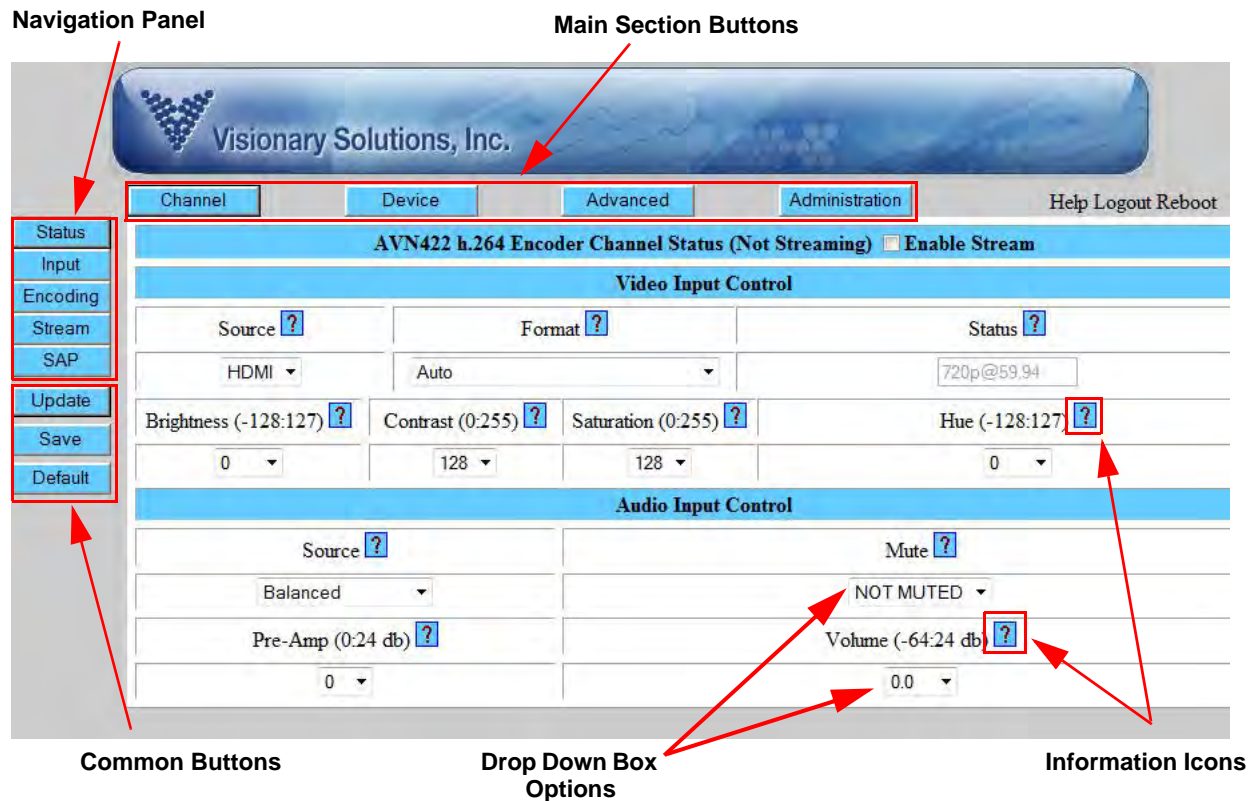 Navigation Panel
Main Section Buttons
Visionary Solutions, Inc.
Channel Device Advanced Administration Help Logout Reboot
Status
Input
Encoding
Stream
SAP
Update
Save
Default
AVN422 h.264 Encoder Channel Status (Not Streaming) Enable Stream
Video Input Control
Source ? Format ? Status ?
HDMI Auto 720p@59.94
Brightness (-128:127) ? Contrast (0:255) ? Saturation (0:255) ? Hue (-128:127) ?
0 128 128 0
Audio Input Control
Source ? Mute ?
Balanced NOT MUTED
Pre-Amp (0:24 db) ? Volume (-64:24 db) ?
0 0.0
Common Buttons
Drop Down Box
Options
Information Icons